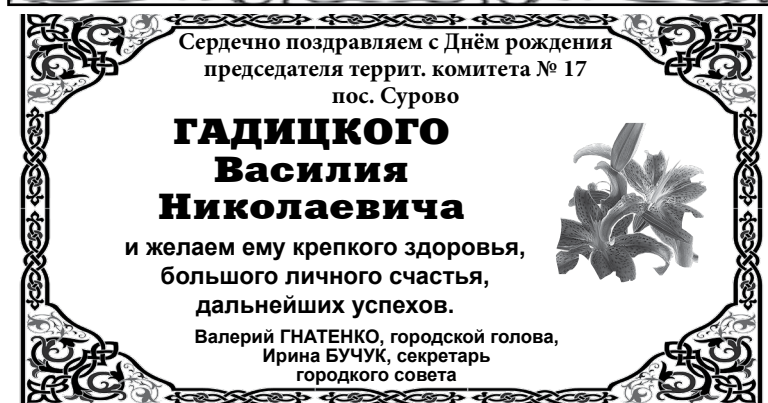 Сердечно поздравляем с Днём рождения
председателя террит. комитета № 17
пос. Сурово
ГАДИЦКОГО
Василия
Николаевича
и желаем ему крепкого здоровья,
большого личного счастья,
дальнейших успехов.
Валерий ГНАТЕНКО, городской голова,
Ирина БУЧУК, секретарь
городкого совета